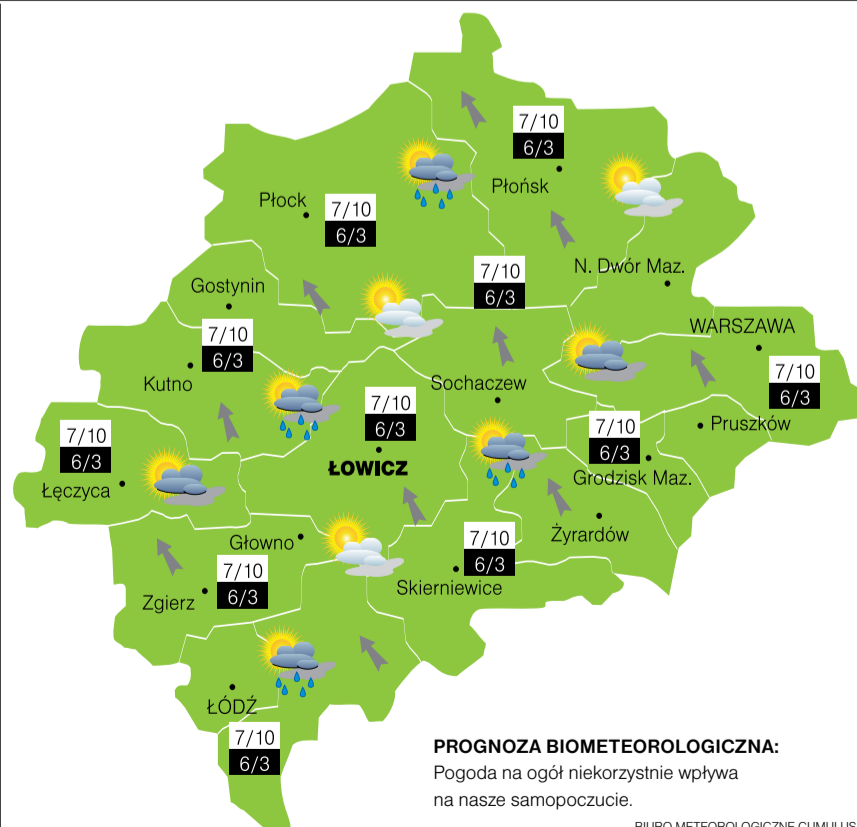 7/10
6/3
Płońsk
Płock
7/10
6/3
N. Dwór Maz.
7/10
6/3
Gostynin
WARSZAWA
7/10
6/3
Kutno
7/10
6/3
Sochaczew
7/10
6/3
ŁOWICZ
7/10
6/3
Pruszków
Grodzisk Maz.
7/10
6/3
Łęczyca
Żyrardów
Głowno
7/10
6/3
Skierniewice
7/10
6/3
Zgierz
ŁÓDŹ
7/10
6/3
PROGNOZA BIOMETEOROLOGICZNA:
Pogoda na ogół niekorzystnie wpływa
na nasze samopoczucie.
BIURO METEOROLOGICZNE CUMULUS